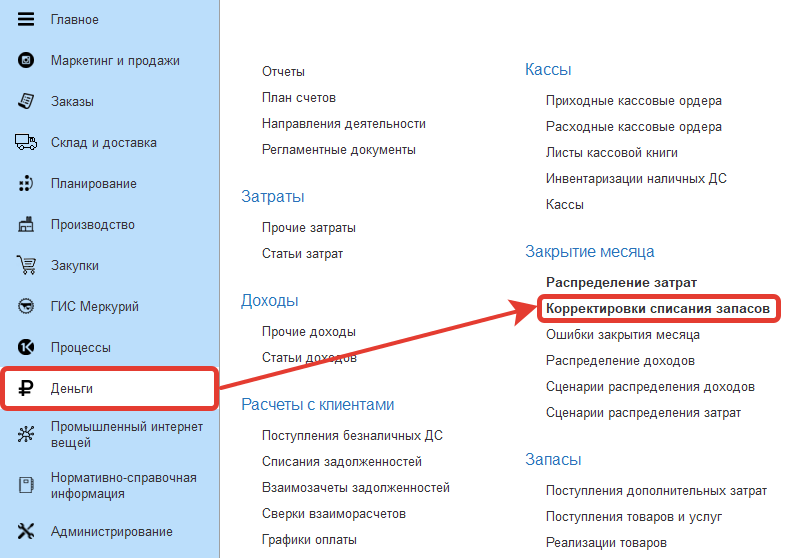 Главное
Маркетинг и продажи
Заказы
Склад и доставка
Планирование
Производство
Закупки
ГИС Меркурий
Процессы
Деньги
Промышленный интернет
вещей
Нормативно-справочная
информация
Администрирование
Отчеты
План счетов
Направления деятельности
Регламентные документы
Затраты
Прочие затраты
Статьи затрат
Доходы
Прочие доходы
Статьи доходов
Расчеты с клиентами
Поступления безналичных ДС
Списания задолженностей
Взаимозачеты задолженностей
Сверки взаиморасчетов
Графики оплаты
Кассы
Приходные кассовые ордера
Расходные кассовые ордера
Листы кассовой книги
Инвентаризации наличных ДС
Кассы
Закрытие месяца
Распределение затрат
Корректировки списания запасов
Ошибки закрытия месяца
Распределение доходов
Сценарии распределения доходов
Сценарии распределения затрат
Запасы
Поступления дополнительных затрат
Поступления товаров и услуг
Реализации товаров